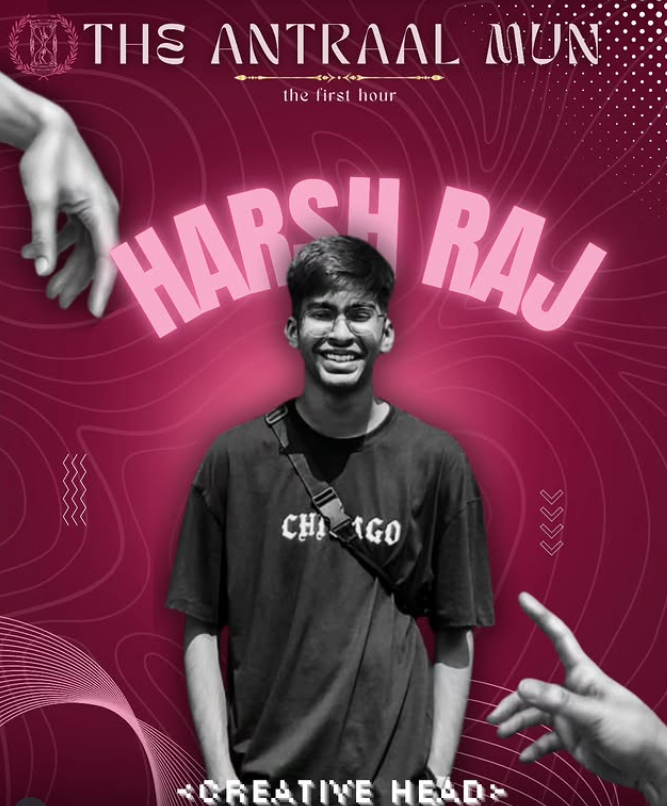 THE ANTRAAL MUN
the first hour
HARSH RAJ
<CREATIVE HEAD>